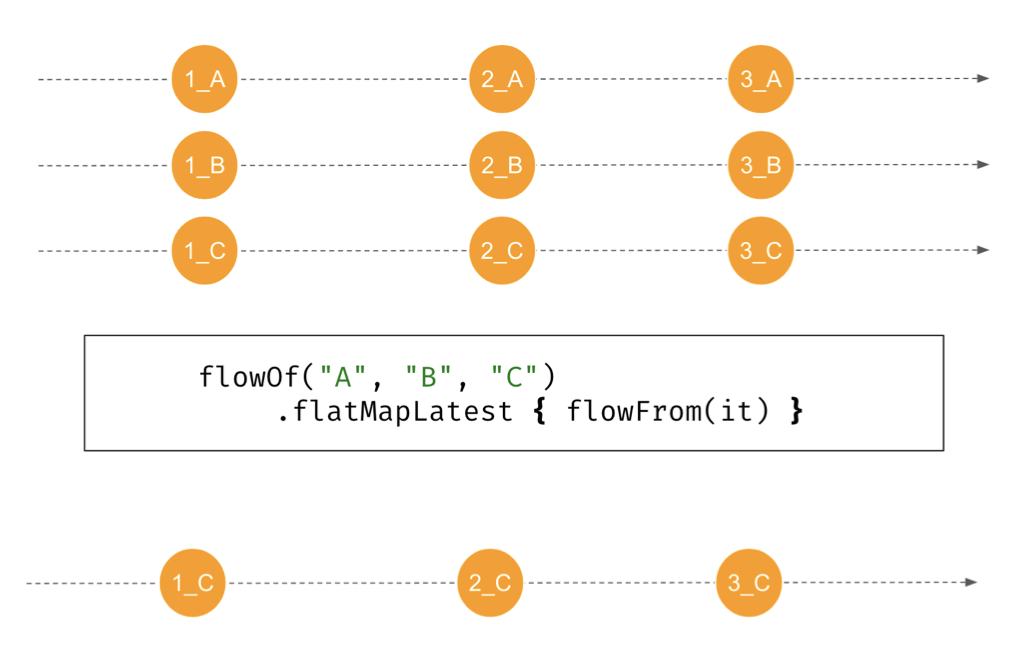 1_A 2_A 3_A
1_B 2_B 3_B
1_C 2_C 3_C
flowOf("A", "B", "C")
.flatMapLatest { flowFrom(it) }
1_C 2_C 3_C